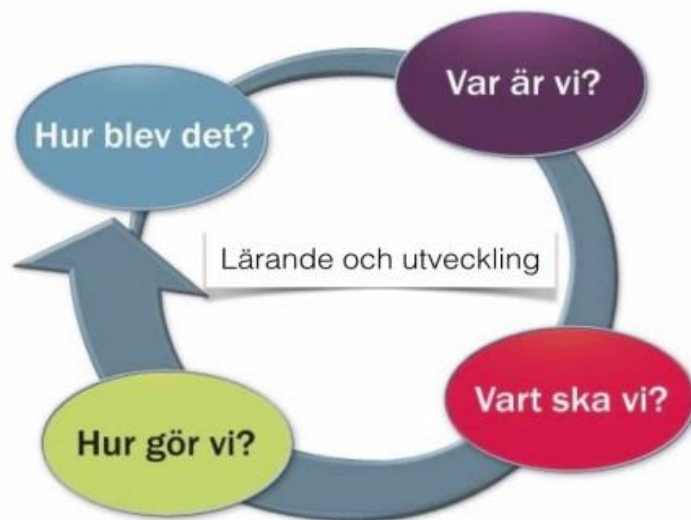 Var är vi?
Hur blev det?
Lärande och utveckling
Vart ska vi?
Hur gör vi?